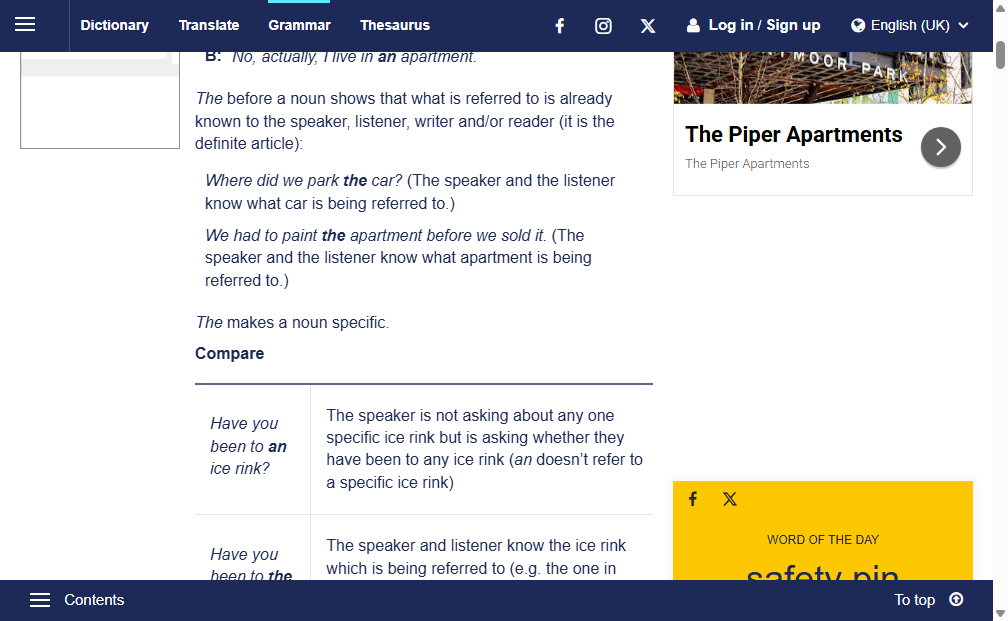 Dictionary Translate Grammar Thesaurus Log in / Sign up English (UK)
B: No, actually, I live in an apartment.
The before a noun shows that what is referred to is already
known to the speaker, listener, writer and/or reader (it is the
definite article):
Where did we park the car? (The speaker and the listener
know what car is being referred to.)
We had to paint the apartment before we sold it. (The
speaker and the listener know what apartment is being
referred to.)
The makes a noun specific.
Compare
Have you
been to an
ice rink?
The speaker is not asking about any one
specific ice rink but is asking whether they
have been to any ice rink (an doesn’t refer to
a specific ice rink)
Have you
been to the
The speaker and listener know the ice rink
which is being referred to (e.g. the one in
PARK
The Piper Apartments
The Piper Apartments
WORD OF THE DAY
safety pin
Contents
To top